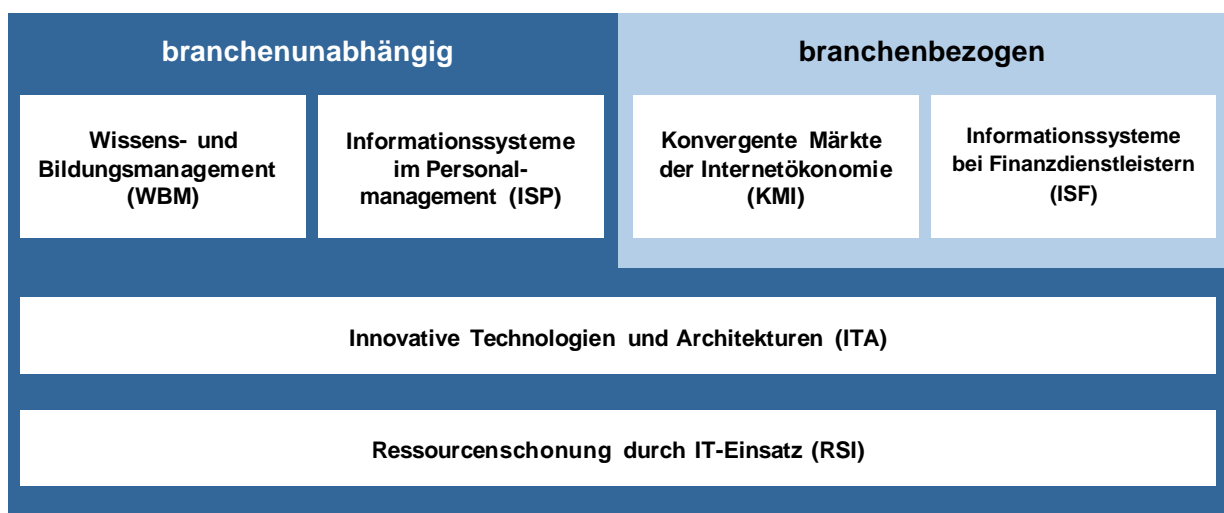 branchenunabhängig
branchenbezogen
Wissens- und
Bildungsmanagement
(WBM)
Informationssysteme
im Personal-
management (ISP)
Konvergente Märkte
der Internetökonomie
(KMI)
Informationssysteme
bei Finanzdienstleistern
(ISF)
Innovative Technologien und Architekturen (ITA)
Ressourcenschonung durch IT-Einsatz (RSI)